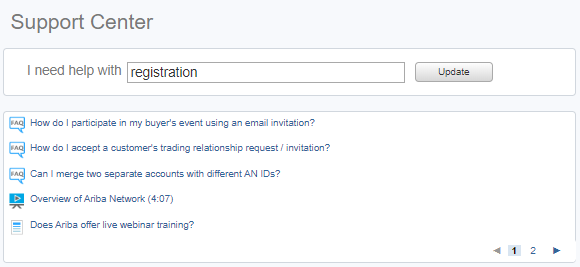 Support Center
I need help with registration Update
FAQ How do I participate in my buyer's event using an email invitation?
FAQ How do I accept a customer's trading relationship request / invitation?
FAQ Can I merge two separate accounts with different AN IDs?
Overview of Ariba Network (4:07)
Does Ariba offer live webinar training?
◄ 1 2 ►